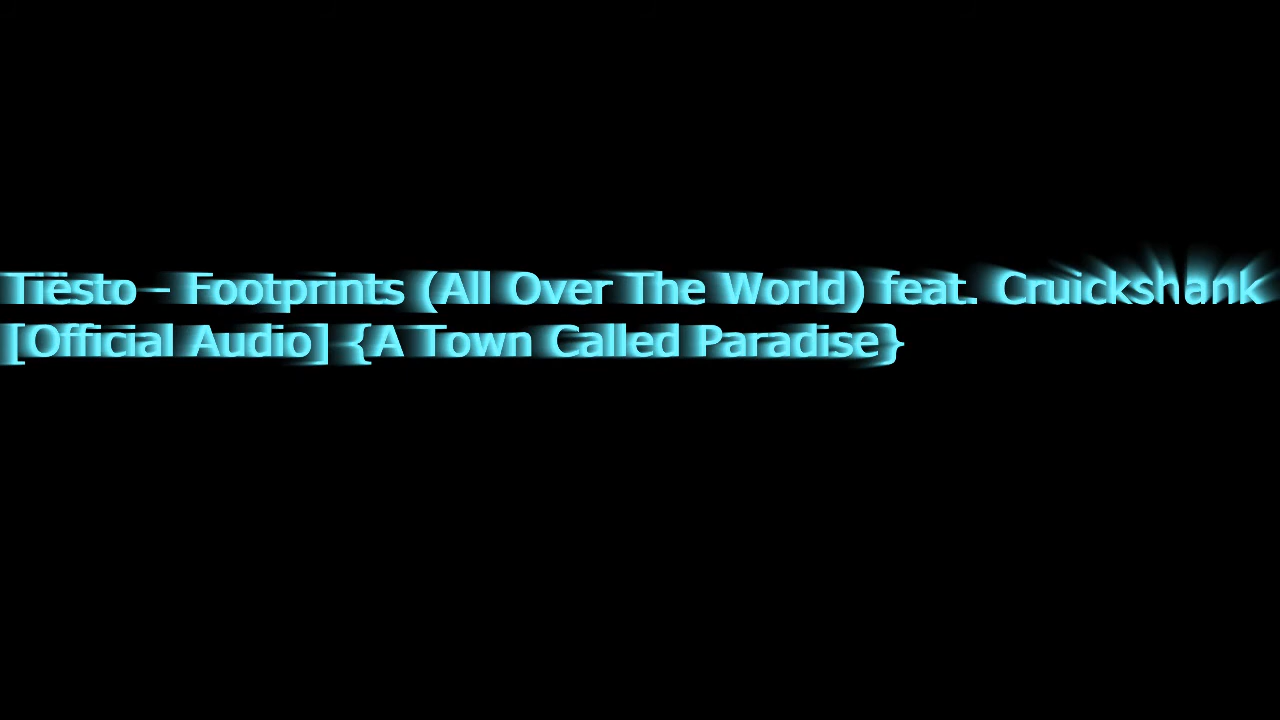 Tiësto - Footprints (All Over The World) feat. Cruickshank
[Official Audio] {A Town Called Paradise}